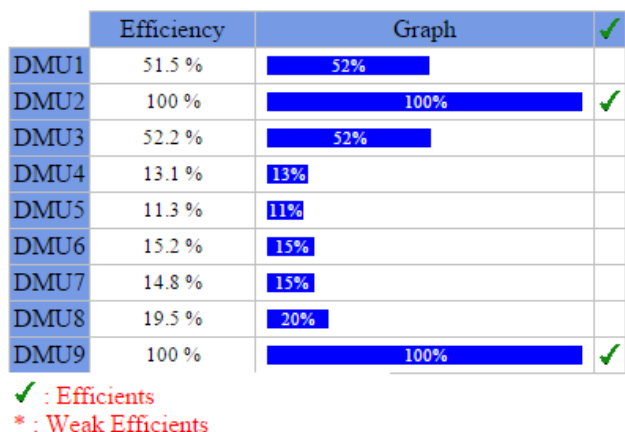 Efficiency Graph ✓
DMU1 51.5 % 52%
DMU2 100 % 100% ✓
DMU3 52.2 % 52%
DMU4 13.1 % 13%
DMU5 11.3 % 11%
DMU6 15.2 % 15%
DMU7 14.8 % 15%
DMU8 19.5 % 20%
DMU9 100 % 100% ✓
✓ : Efficients
* : Weak Efficients